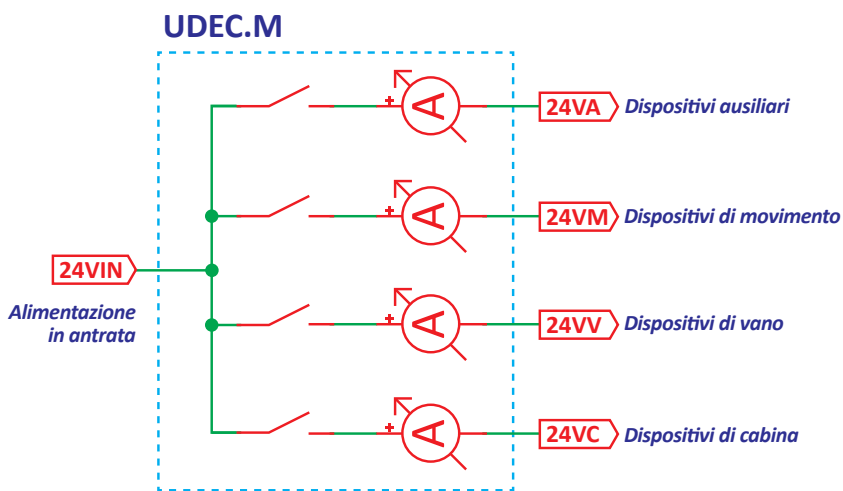 UDEC.M
+ A 24VA Dispositivi ausiliari
+ A 24VM Dispositivi di movimento
24VIN
Alimentazione
in antrata
+ A 24VV Dispositivi di vano
+ A 24VC Dispositivi di cabina